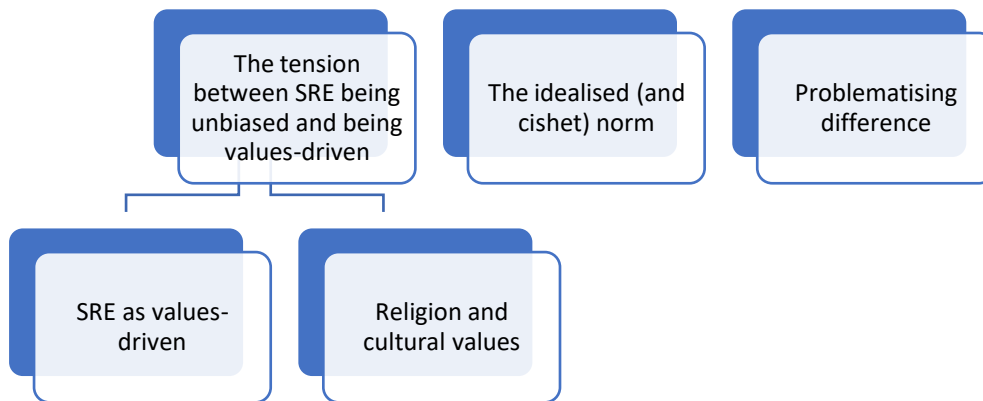 The tension
between SRE being
unbiased and being
values-driven
The idealised (and
cishet) norm
Problematising
difference
SRE as values-
driven
Religion and
cultural values